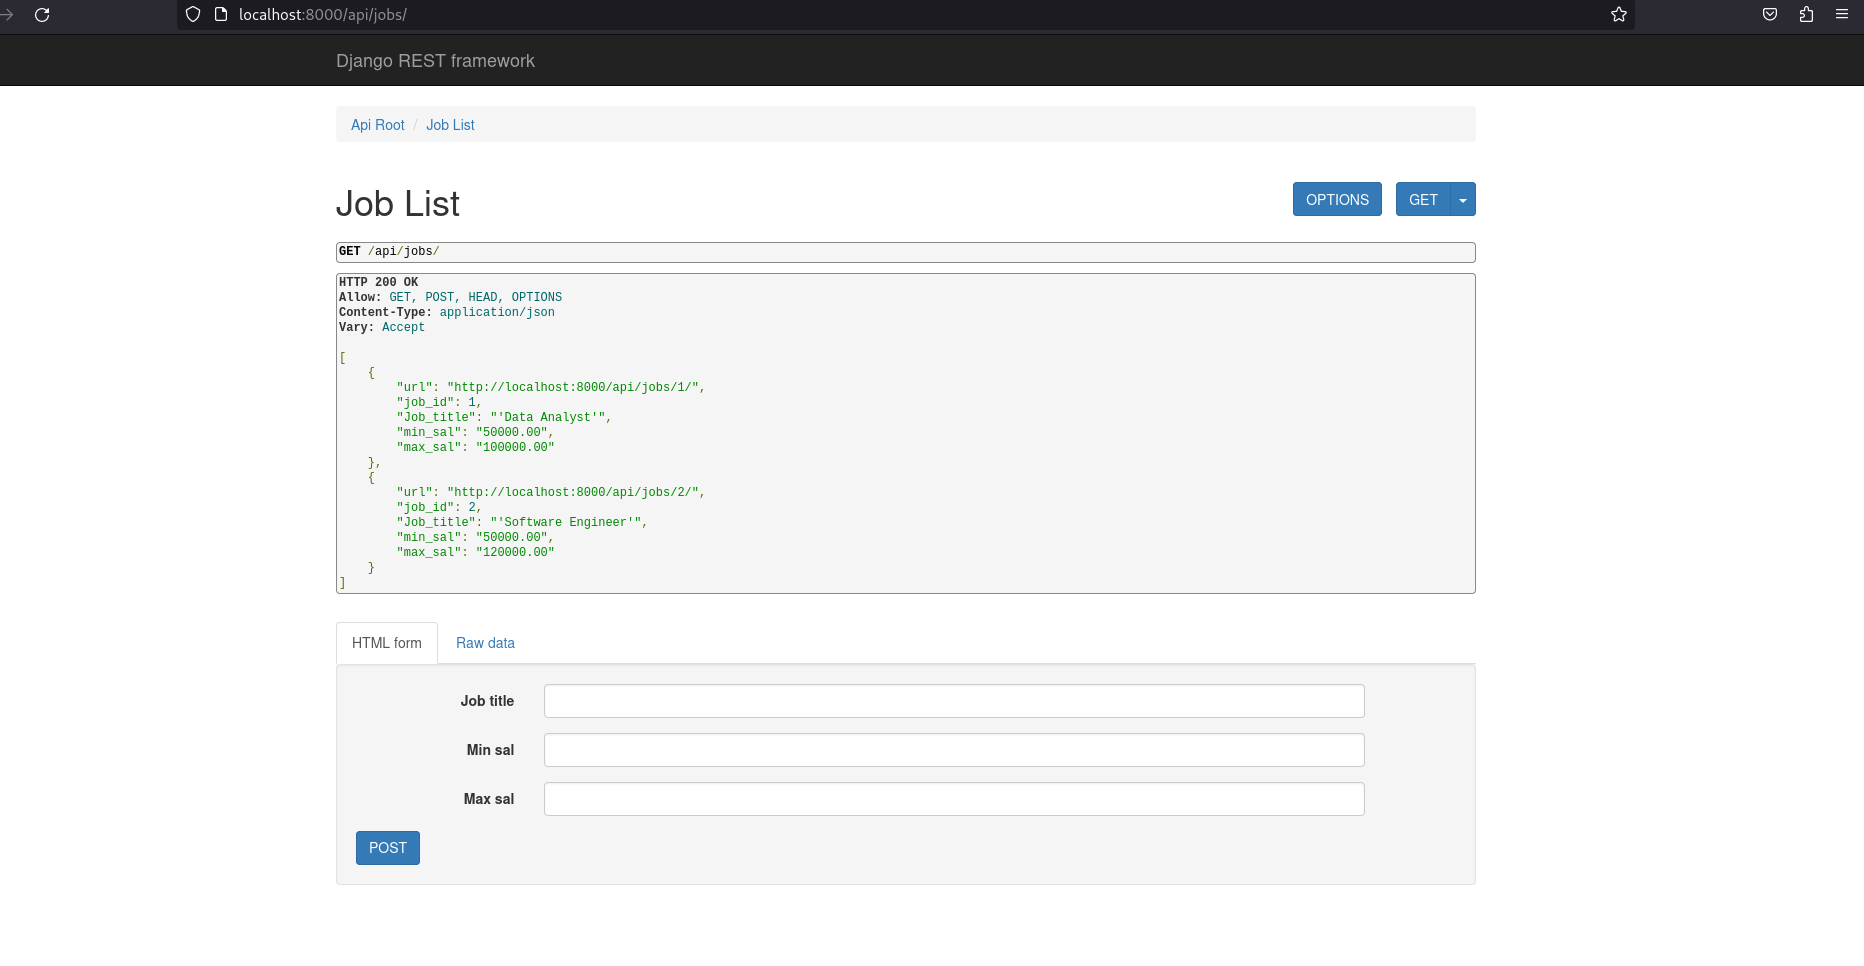 localhost:8000/api/jobs/
Django REST framework
Api Root / Job List
Job List
OPTIONS GET
GET /api/jobs/
HTTP 200 OK
Allow: GET, POST, HEAD, OPTIONS
Content-Type: application/json
Vary: Accept
[
    {
        "url": "http://localhost:8000/api/jobs/1/",
        "job_id": 1,
        "Job_title": "'Data Analyst'",
        "min_sal": "50000.00",
        "max_sal": "100000.00"
    },
    {
        "url": "http://localhost:8000/api/jobs/2/",
        "job_id": 2,
        "Job_title": "'Software Engineer'",
        "min_sal": "50000.00",
        "max_sal": "120000.00"
    }
]
HTML form Raw data
Job title
Min sal
Max sal
POST